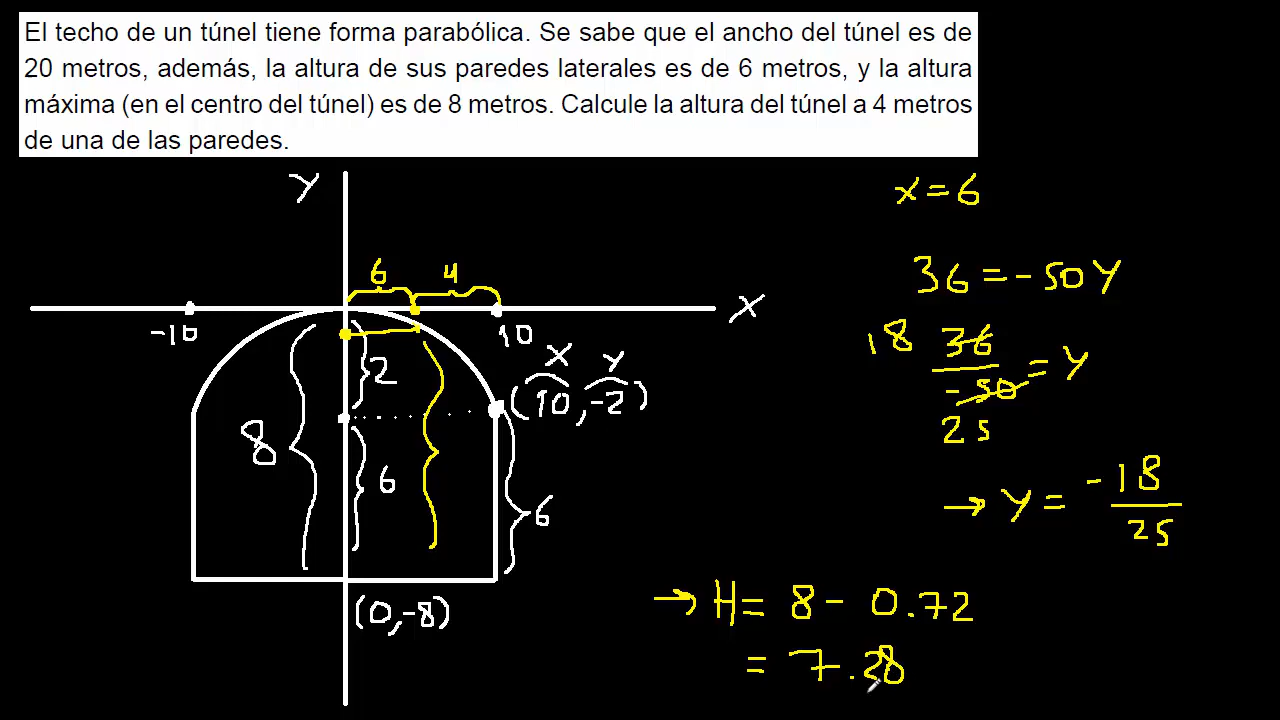 El techo de un túnel tiene forma parabólica. Se sabe que el ancho del túnel es de
20 metros, además, la altura de sus paredes laterales es de 6 metros, y la altura
máxima (en el centro del túnel) es de 8 metros. Calcule la altura del túnel a 4 metros
de una de las paredes.
Y
x = 6
6 4
36 = -50Y
-10 10 X
X Y
2
(10, -2)
18 36
-50 = Y
25
8
6
6
→ Y = -18
25
(0, -8)
→ H = 8 - 0.72
= 7.28